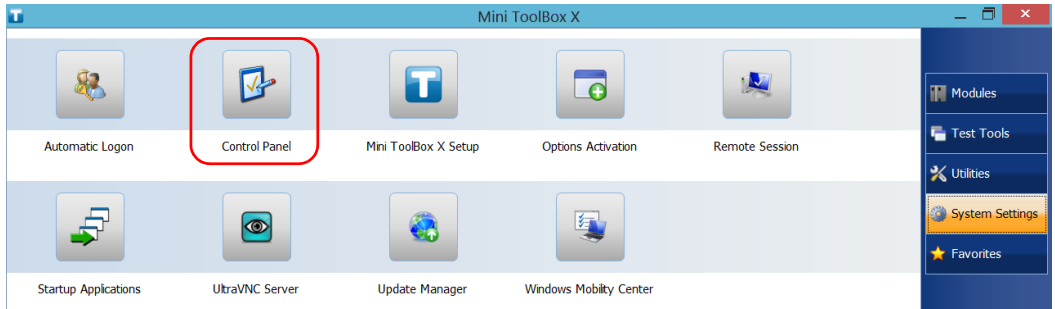 Mini ToolBox X
Automatic Logon
Control Panel
Mini ToolBox X Setup
Options Activation
Remote Session
Startup Applications
UltraVNC Server
Update Manager
Windows Mobility Center
Modules
Test Tools
Utilities
System Settings
Favorites